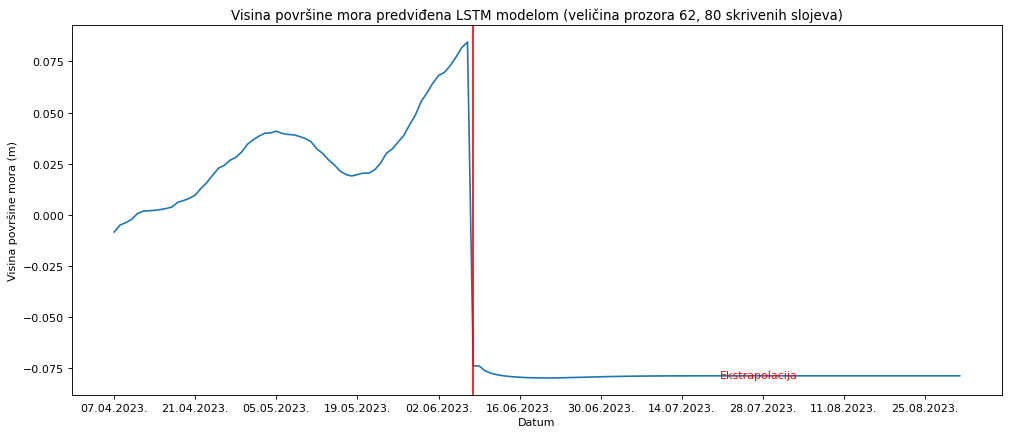 Visina površine mora predviđena LSTM modelom (veličina prozora 62, 80 skrivenih slojeva)
Visina površine mora (m)
0.075
0.050
0.025
0.000
−0.025
−0.050
−0.075
Ekstrapolacija
07.04.2023. 21.04.2023. 05.05.2023. 19.05.2023. 02.06.2023. 16.06.2023. 30.06.2023. 14.07.2023. 28.07.2023. 11.08.2023. 25.08.2023.
Datum